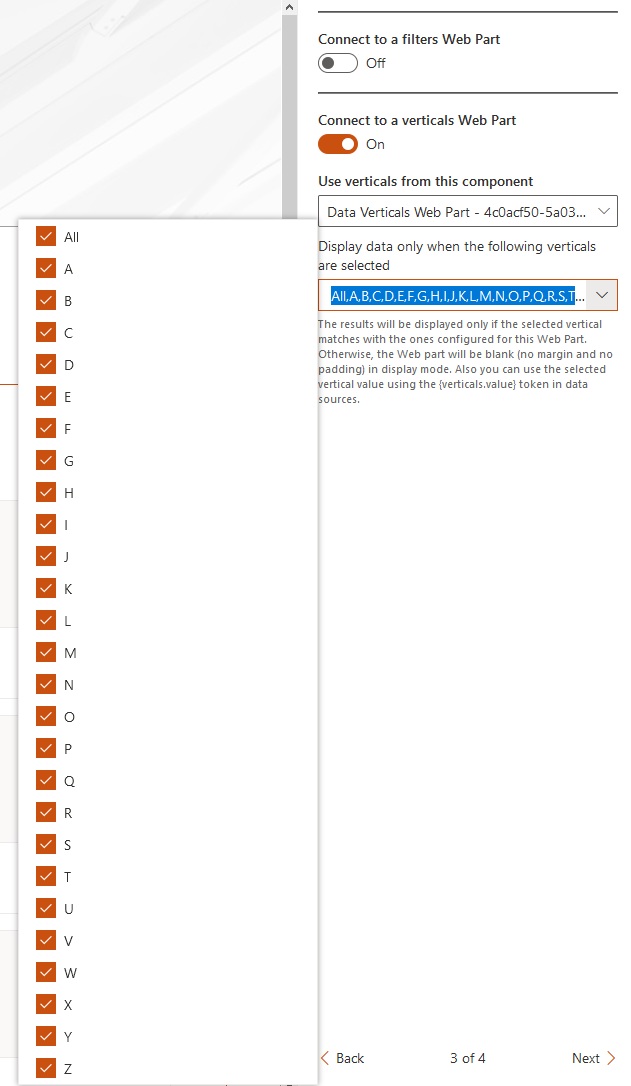 Connect to a filters Web Part
Off
Connect to a verticals Web Part
On
Use verticals from this component
Data Verticals Web Part - 4c0acf50-5a03...
Display data only when the following verticals
are selected
All,A,B,C,D,E,F,G,H,I,J,K,L,M,N,O,P,Q,R,S,T...
The results will be displayed only if the selected vertical
matches with the ones configured for this Web Part.
Otherwise, the Web part will be blank (no margin and no
padding) in display mode. Also you can use the selected
vertical value using the {verticals.value} token in data
sources.
All
A
B
C
D
E
F
G
H
I
J
K
L
M
N
O
P
Q
R
S
T
U
V
W
X
Y
Z
Back
3 of 4
Next